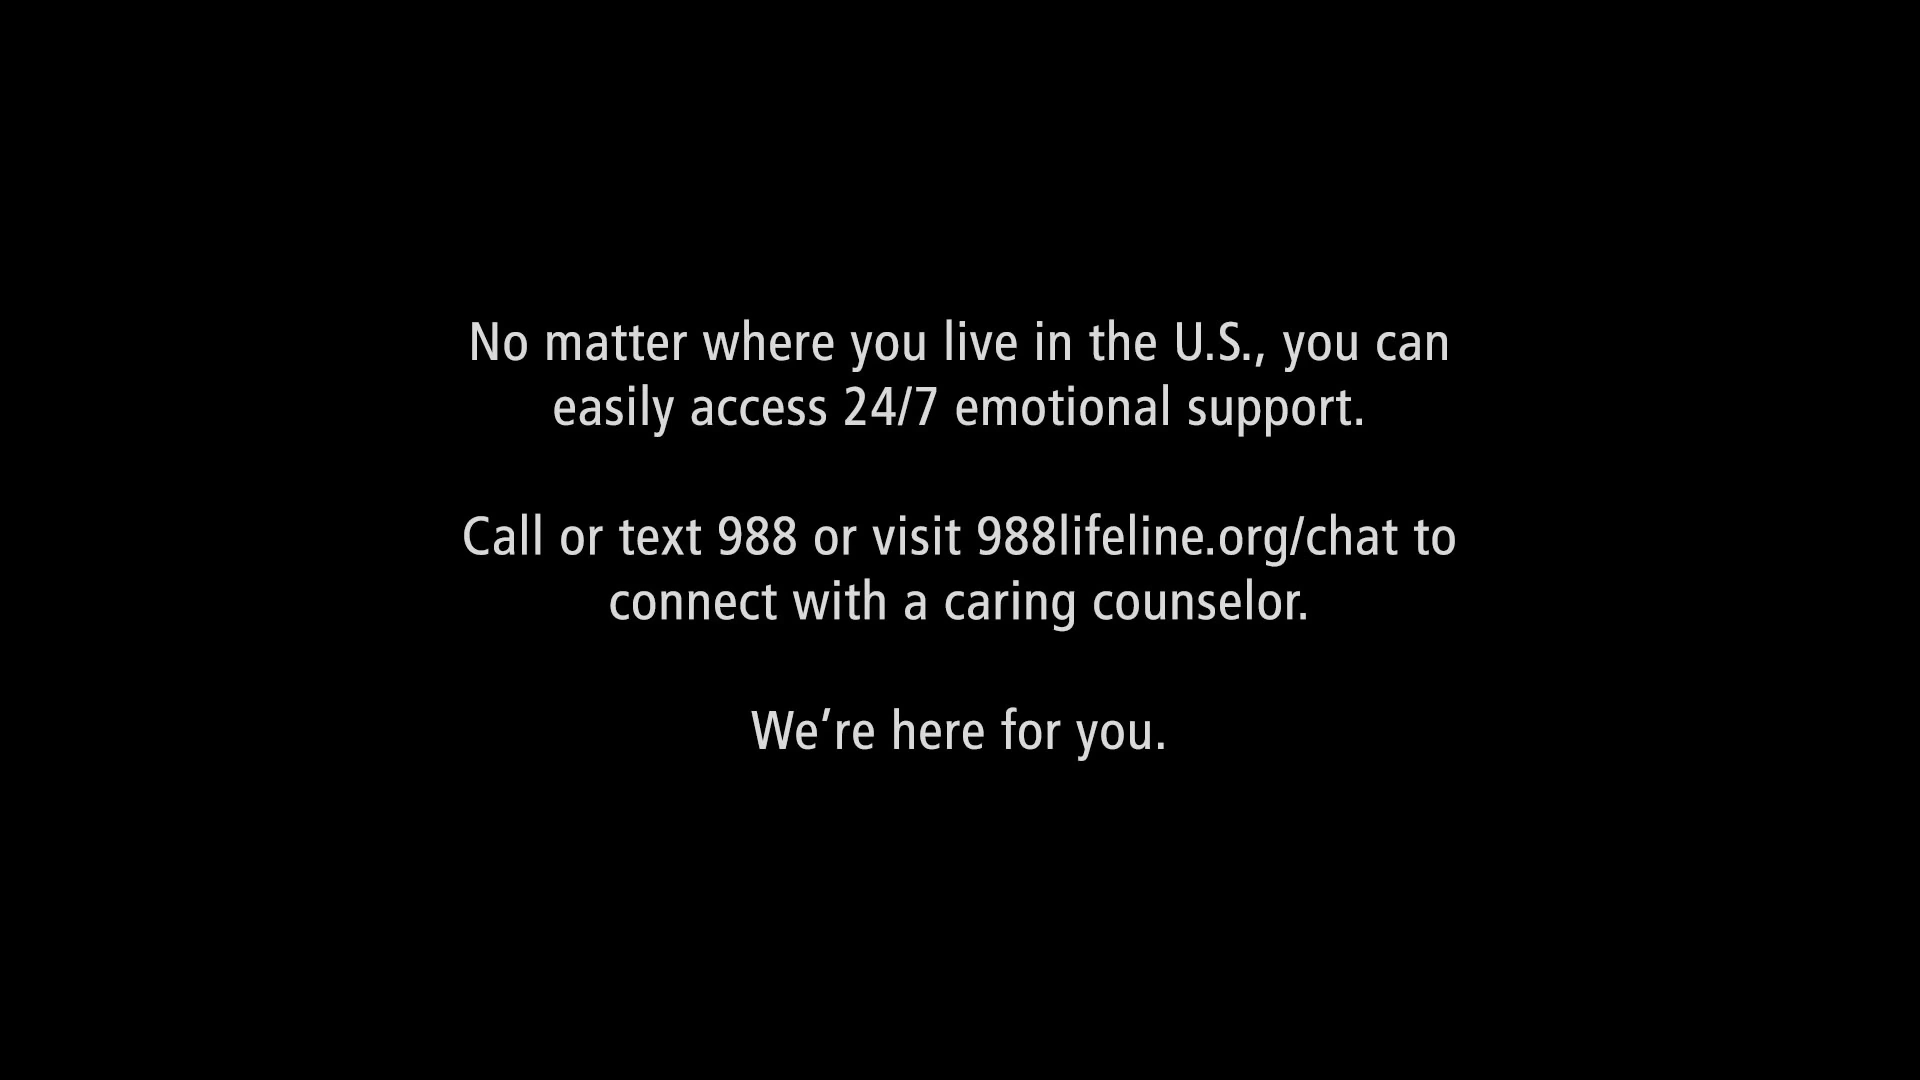 No matter where you live in the U.S., you can
easily access 24/7 emotional support.
Call or text 988 or visit 988lifeline.org/chat to
connect with a caring counselor.
We’re here for you.